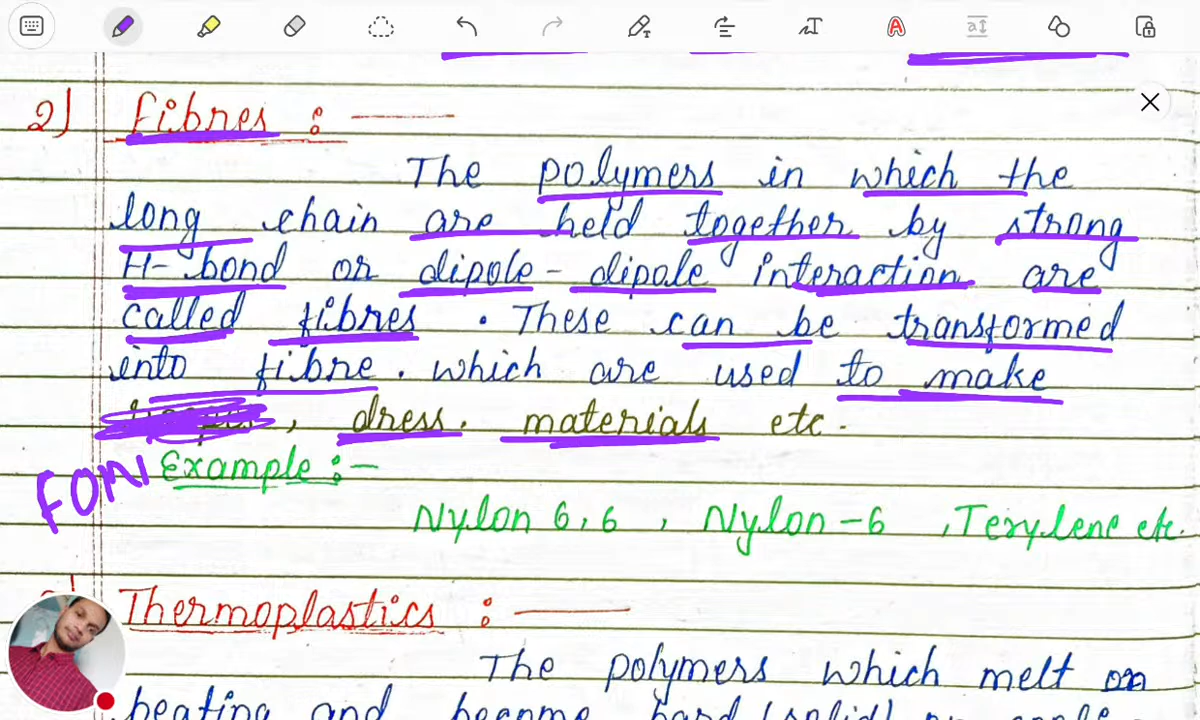 2) Fibres : —
The polymers in which the
long chain are held together by strong
H-bond or dipole-dipole interaction are
called fibres. These can be transformed
into fibre. which are used to make
, dress. materials etc.
FON Example :-
Nylon 6,6 , Nylon-6 , Terylene etc.
Thermoplastics : —
The polymers which melt on
heating and become hard (solid) on